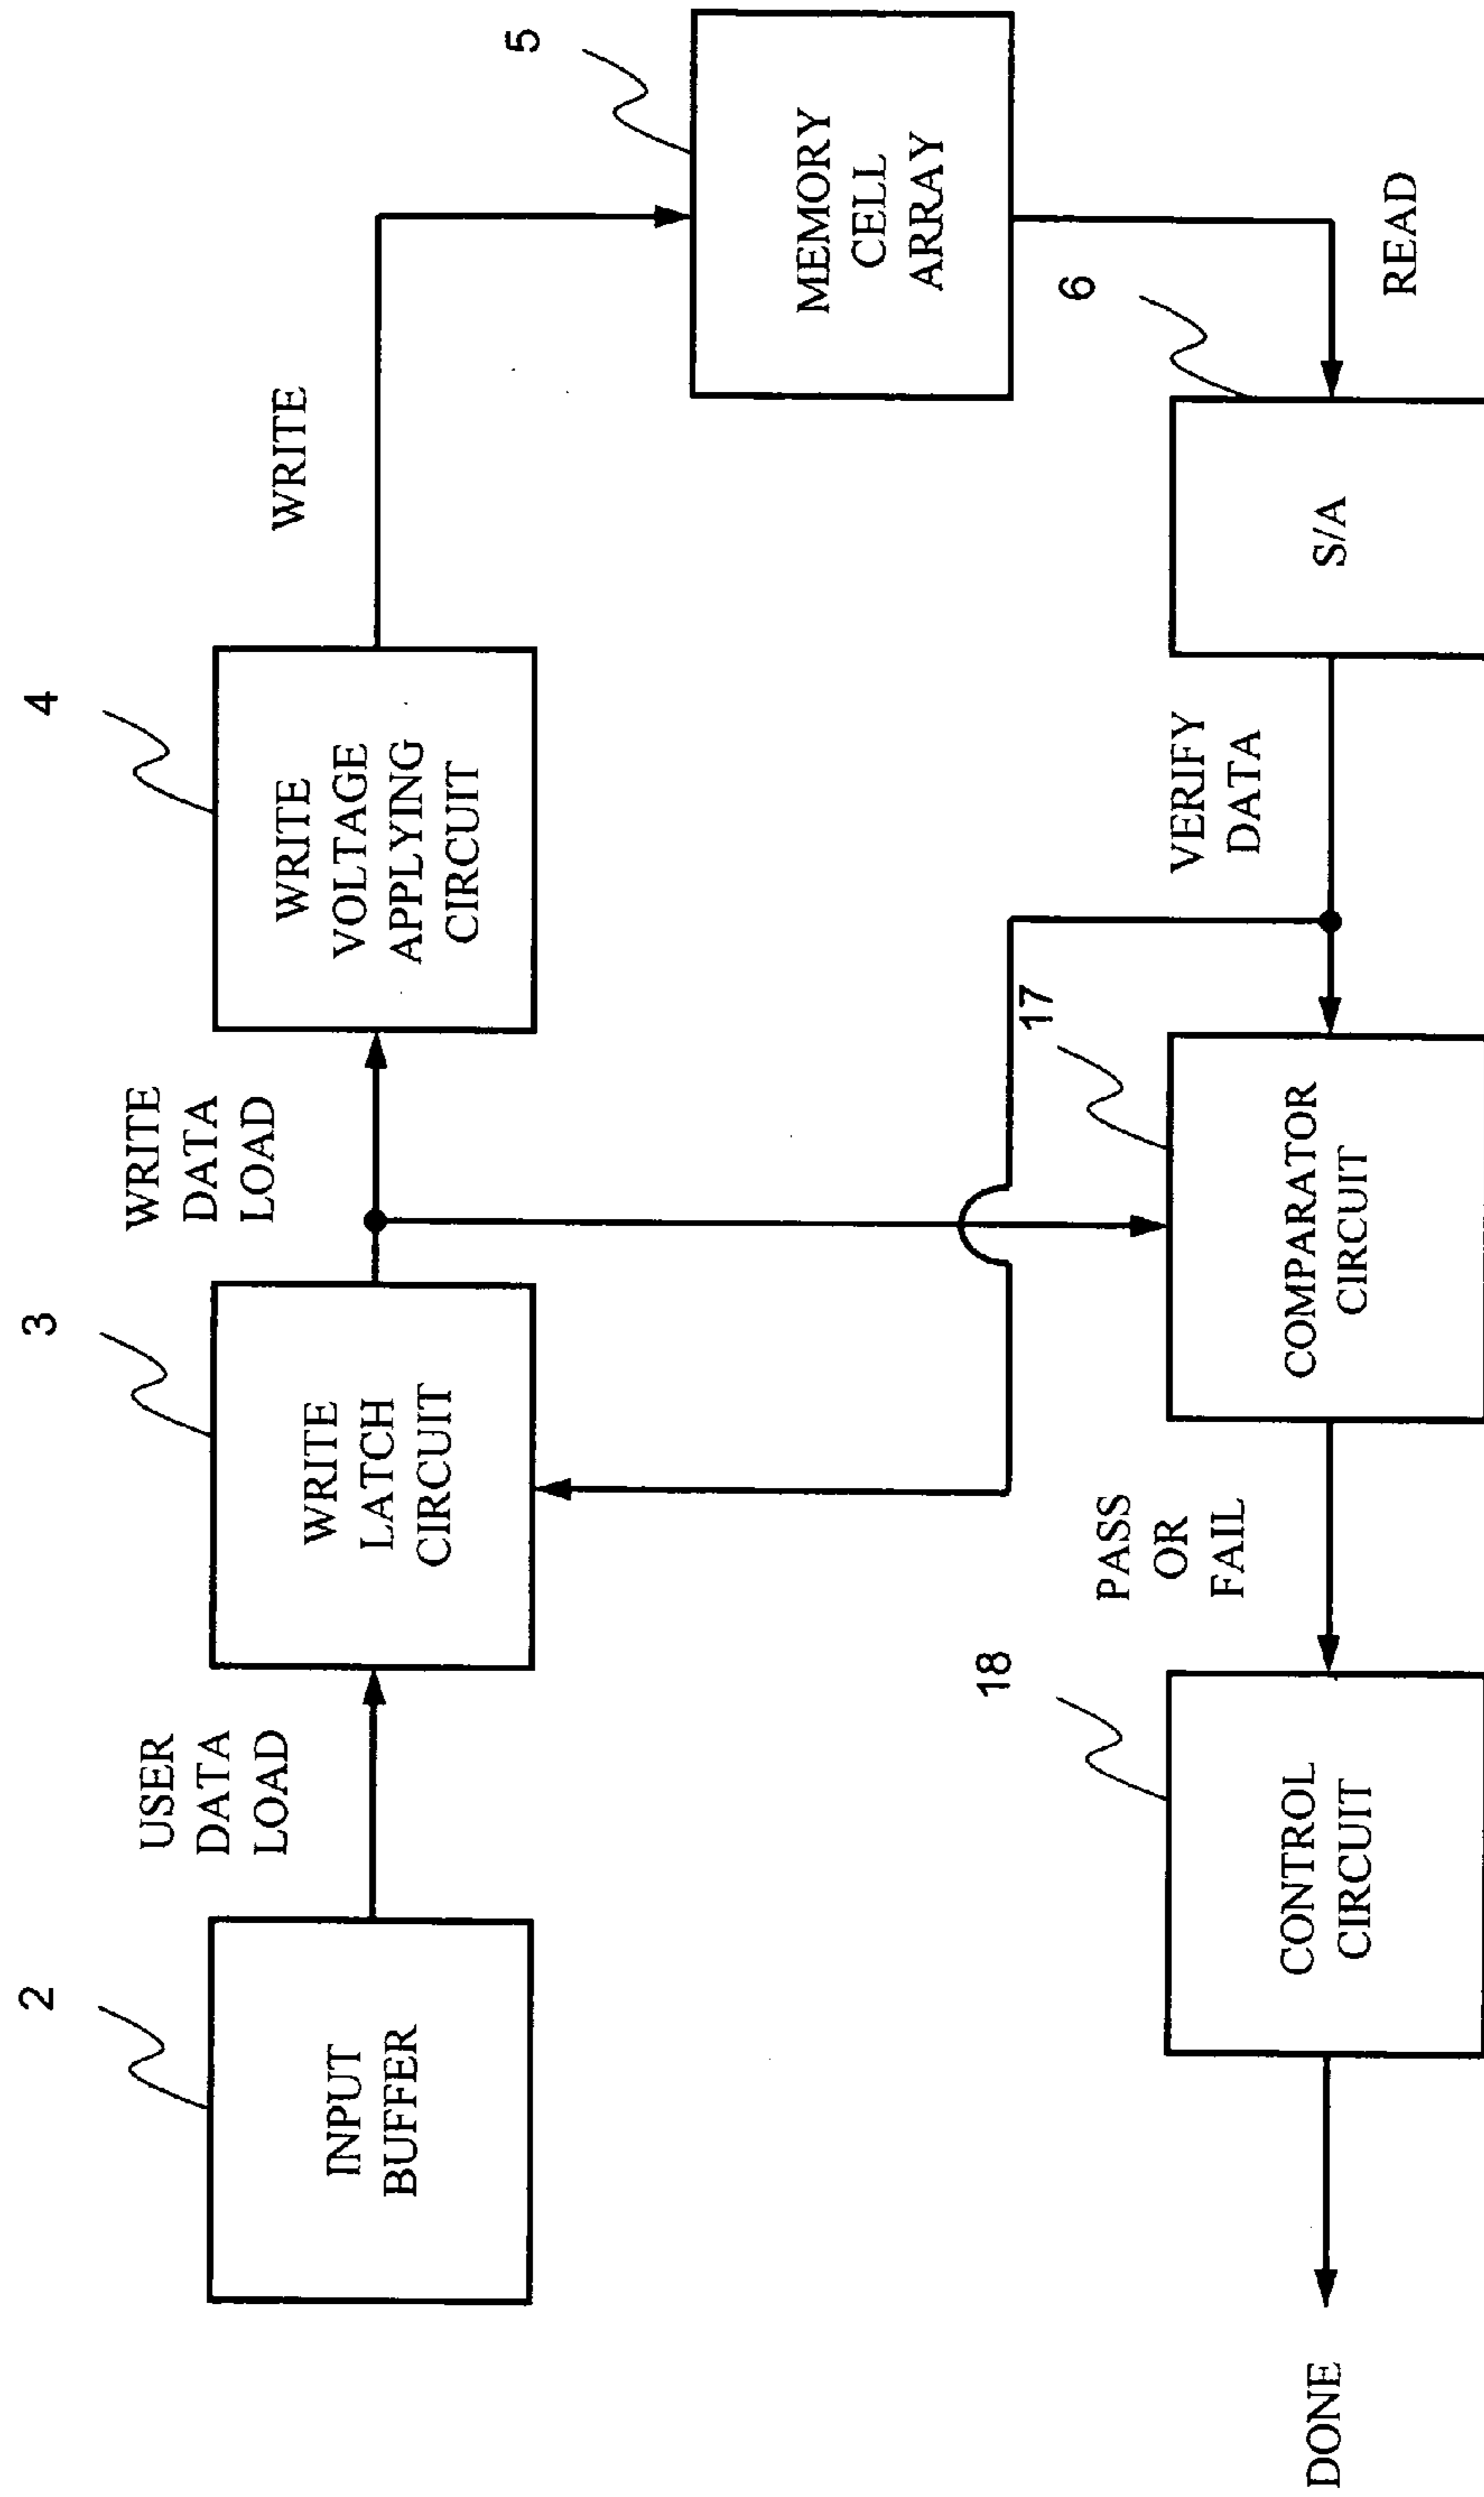 2
INPUT
BUFFER
USER
DATA
LOAD
3
WRITE
LATCH
CIRCUIT
WRITE
DATA
LOAD
4
WRITE
VOLTAGE
APPLYING
CIRCUIT
WRITE
5
MEMORY
CELL
ARRAY
READ
6
S/A
VERIFY
DATA
17
COMPARATOR
CIRCUIT
PASS
OR
FAIL
18
CONTROL
CIRCUIT
DONE